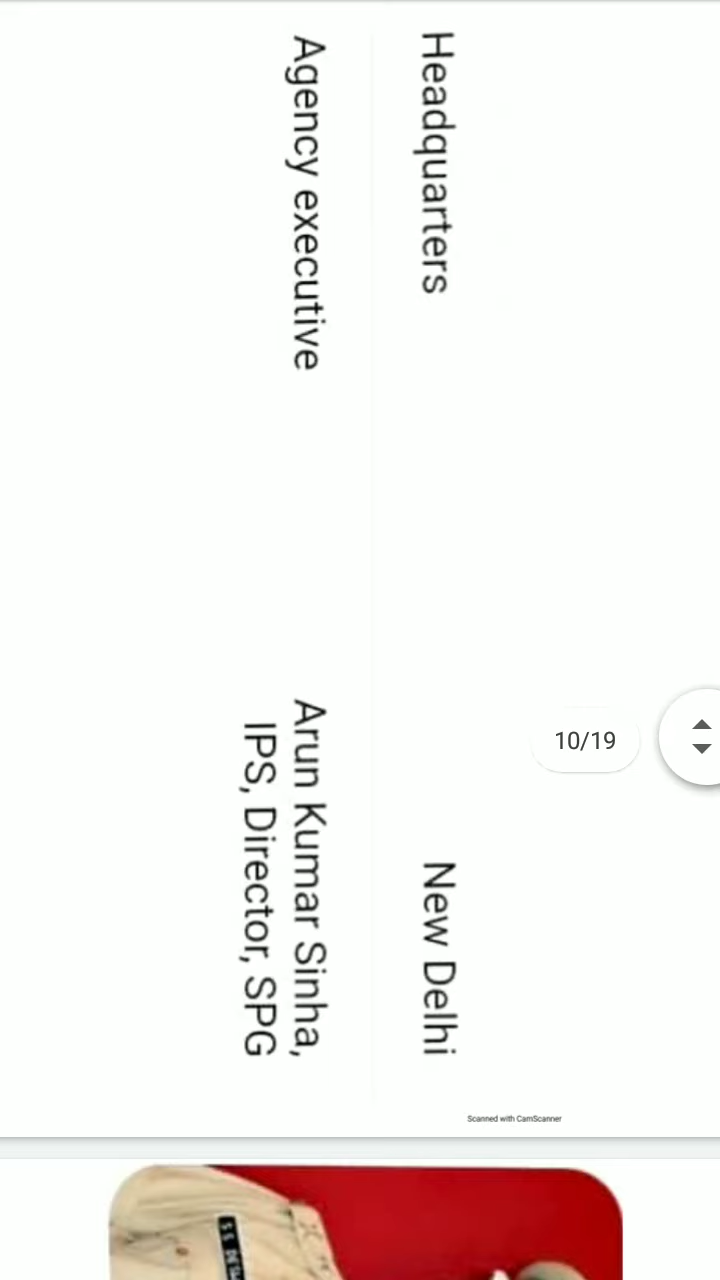 Headquarters
New Delhi
Agency executive
Arun Kumar Sinha,
IPS, Director, SPG
10/19
Scanned with CamScanner